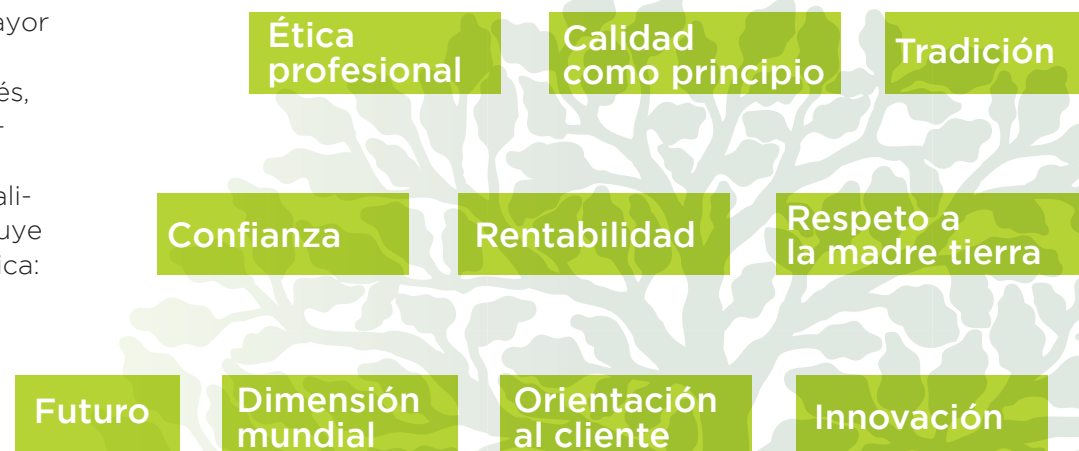 Ética
profesional
Calidad
como principio
Tradición
Confianza
Rentabilidad
Respeto a
la madre tierra
Futuro
Dimensión
mundial
Orientación
al cliente
Innovación